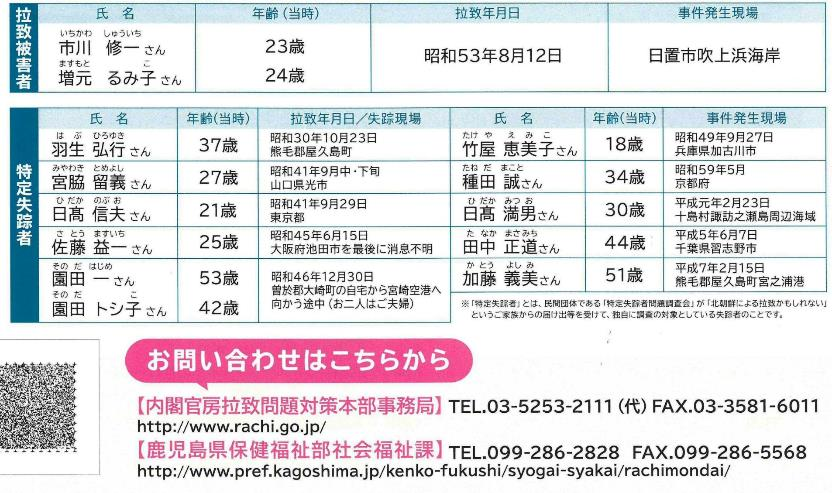 拉致被害者
氏 名 年齢(当時) 拉致年月日 事件発生現場
いちかわ しゅういち
市川 修一さん 23歳 昭和53年8月12日 日置市吹上浜海岸
ますもと こ
増元 るみ子さん 24歳
特定失踪者
氏 名 年齢(当時) 拉致年月日／失踪現場
は ぶ ひろゆき
羽生 弘行さん 37歳 昭和30年10月23日
熊毛郡屋久島町
みやわき とめよし
宮脇 留義さん 27歳 昭和41年9月中・下旬
山口県光市
ひ だか のぶ お
日髙 信夫さん 21歳 昭和41年9月29日
東京都
さ とう ますいち
佐藤 益一さん 25歳 昭和45年6月15日
大阪府池田市を最後に消息不明
その だ はじめ
園田 一さん 53歳 昭和46年12月30日
曽於郡大崎町の自宅から宮崎空港へ
向かう途中（お二人はご夫婦）
その だ こ
園田 トシ子さん 42歳
氏 名 年齢(当時) 事件発生現場
たけ や え み こ
竹屋 恵美子さん 18歳 昭和49年9月27日
兵庫県加古川市
たね だ まこと
種田 誠さん 34歳 昭和59年5月
京都府
ひ だか みつ お
日髙 満男さん 30歳 平成元年2月23日
十島村諏訪之瀬島周辺海域
た なか まさみち
田中 正道さん 44歳 平成5年6月7日
千葉県習志野市
か とう よし み
加藤 義美さん 51歳 平成7年2月15日
熊毛郡屋久島町宮之浦港
※「特定失踪者」とは、民間団体である「特定失踪者問題調査会」が「北朝鮮による拉致かもしれない」
というご家族からの届け出等を受けて、独自に調査の対象としている失踪者のことです。
お問い合わせはこちらから
【内閣官房拉致問題対策本部事務局】TEL.03-5253-2111（代）FAX.03-3581-6011
http://www.rachi.go.jp/
【鹿児島県保健福祉部社会福祉課】TEL.099-286-2828 FAX.099-286-5568
http://www.pref.kagoshima.jp/kenko-fukushi/syogai-syakai/rachimondai/